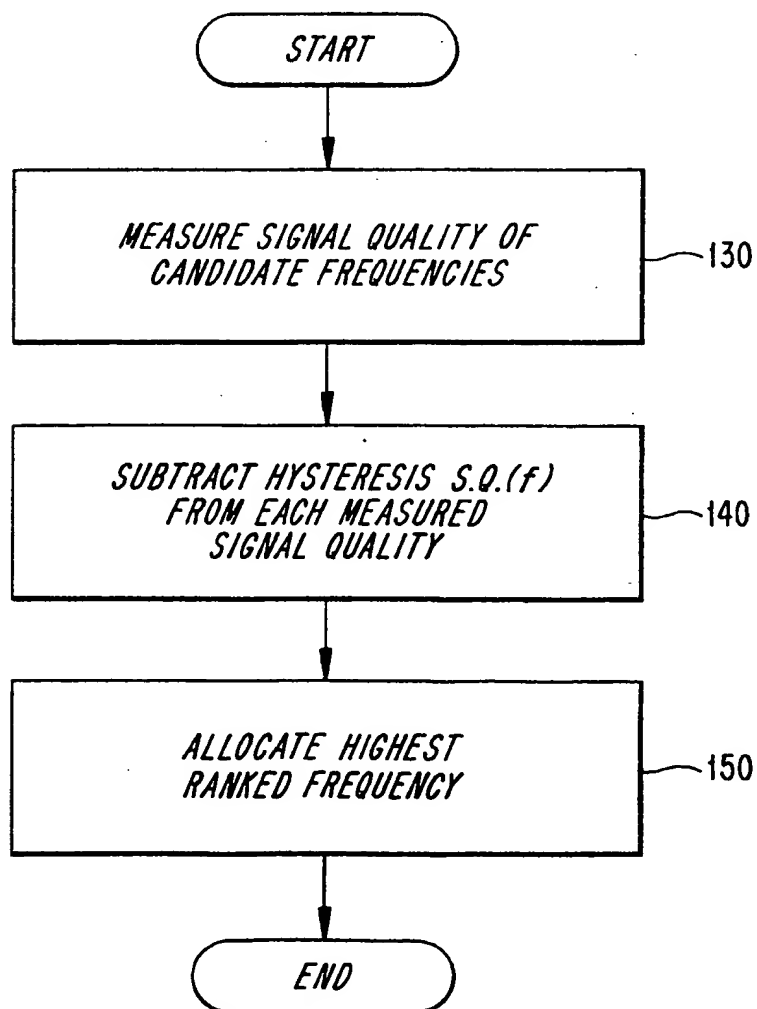 START
MEASURE SIGNAL QUALITY OF
CANDIDATE FREQUENCIES
130
SUBTRACT HYSTERESIS S.Q.(f)
FROM EACH MEASURED
SIGNAL QUALITY
140
ALLOCATE HIGHEST
RANKED FREQUENCY
150
END